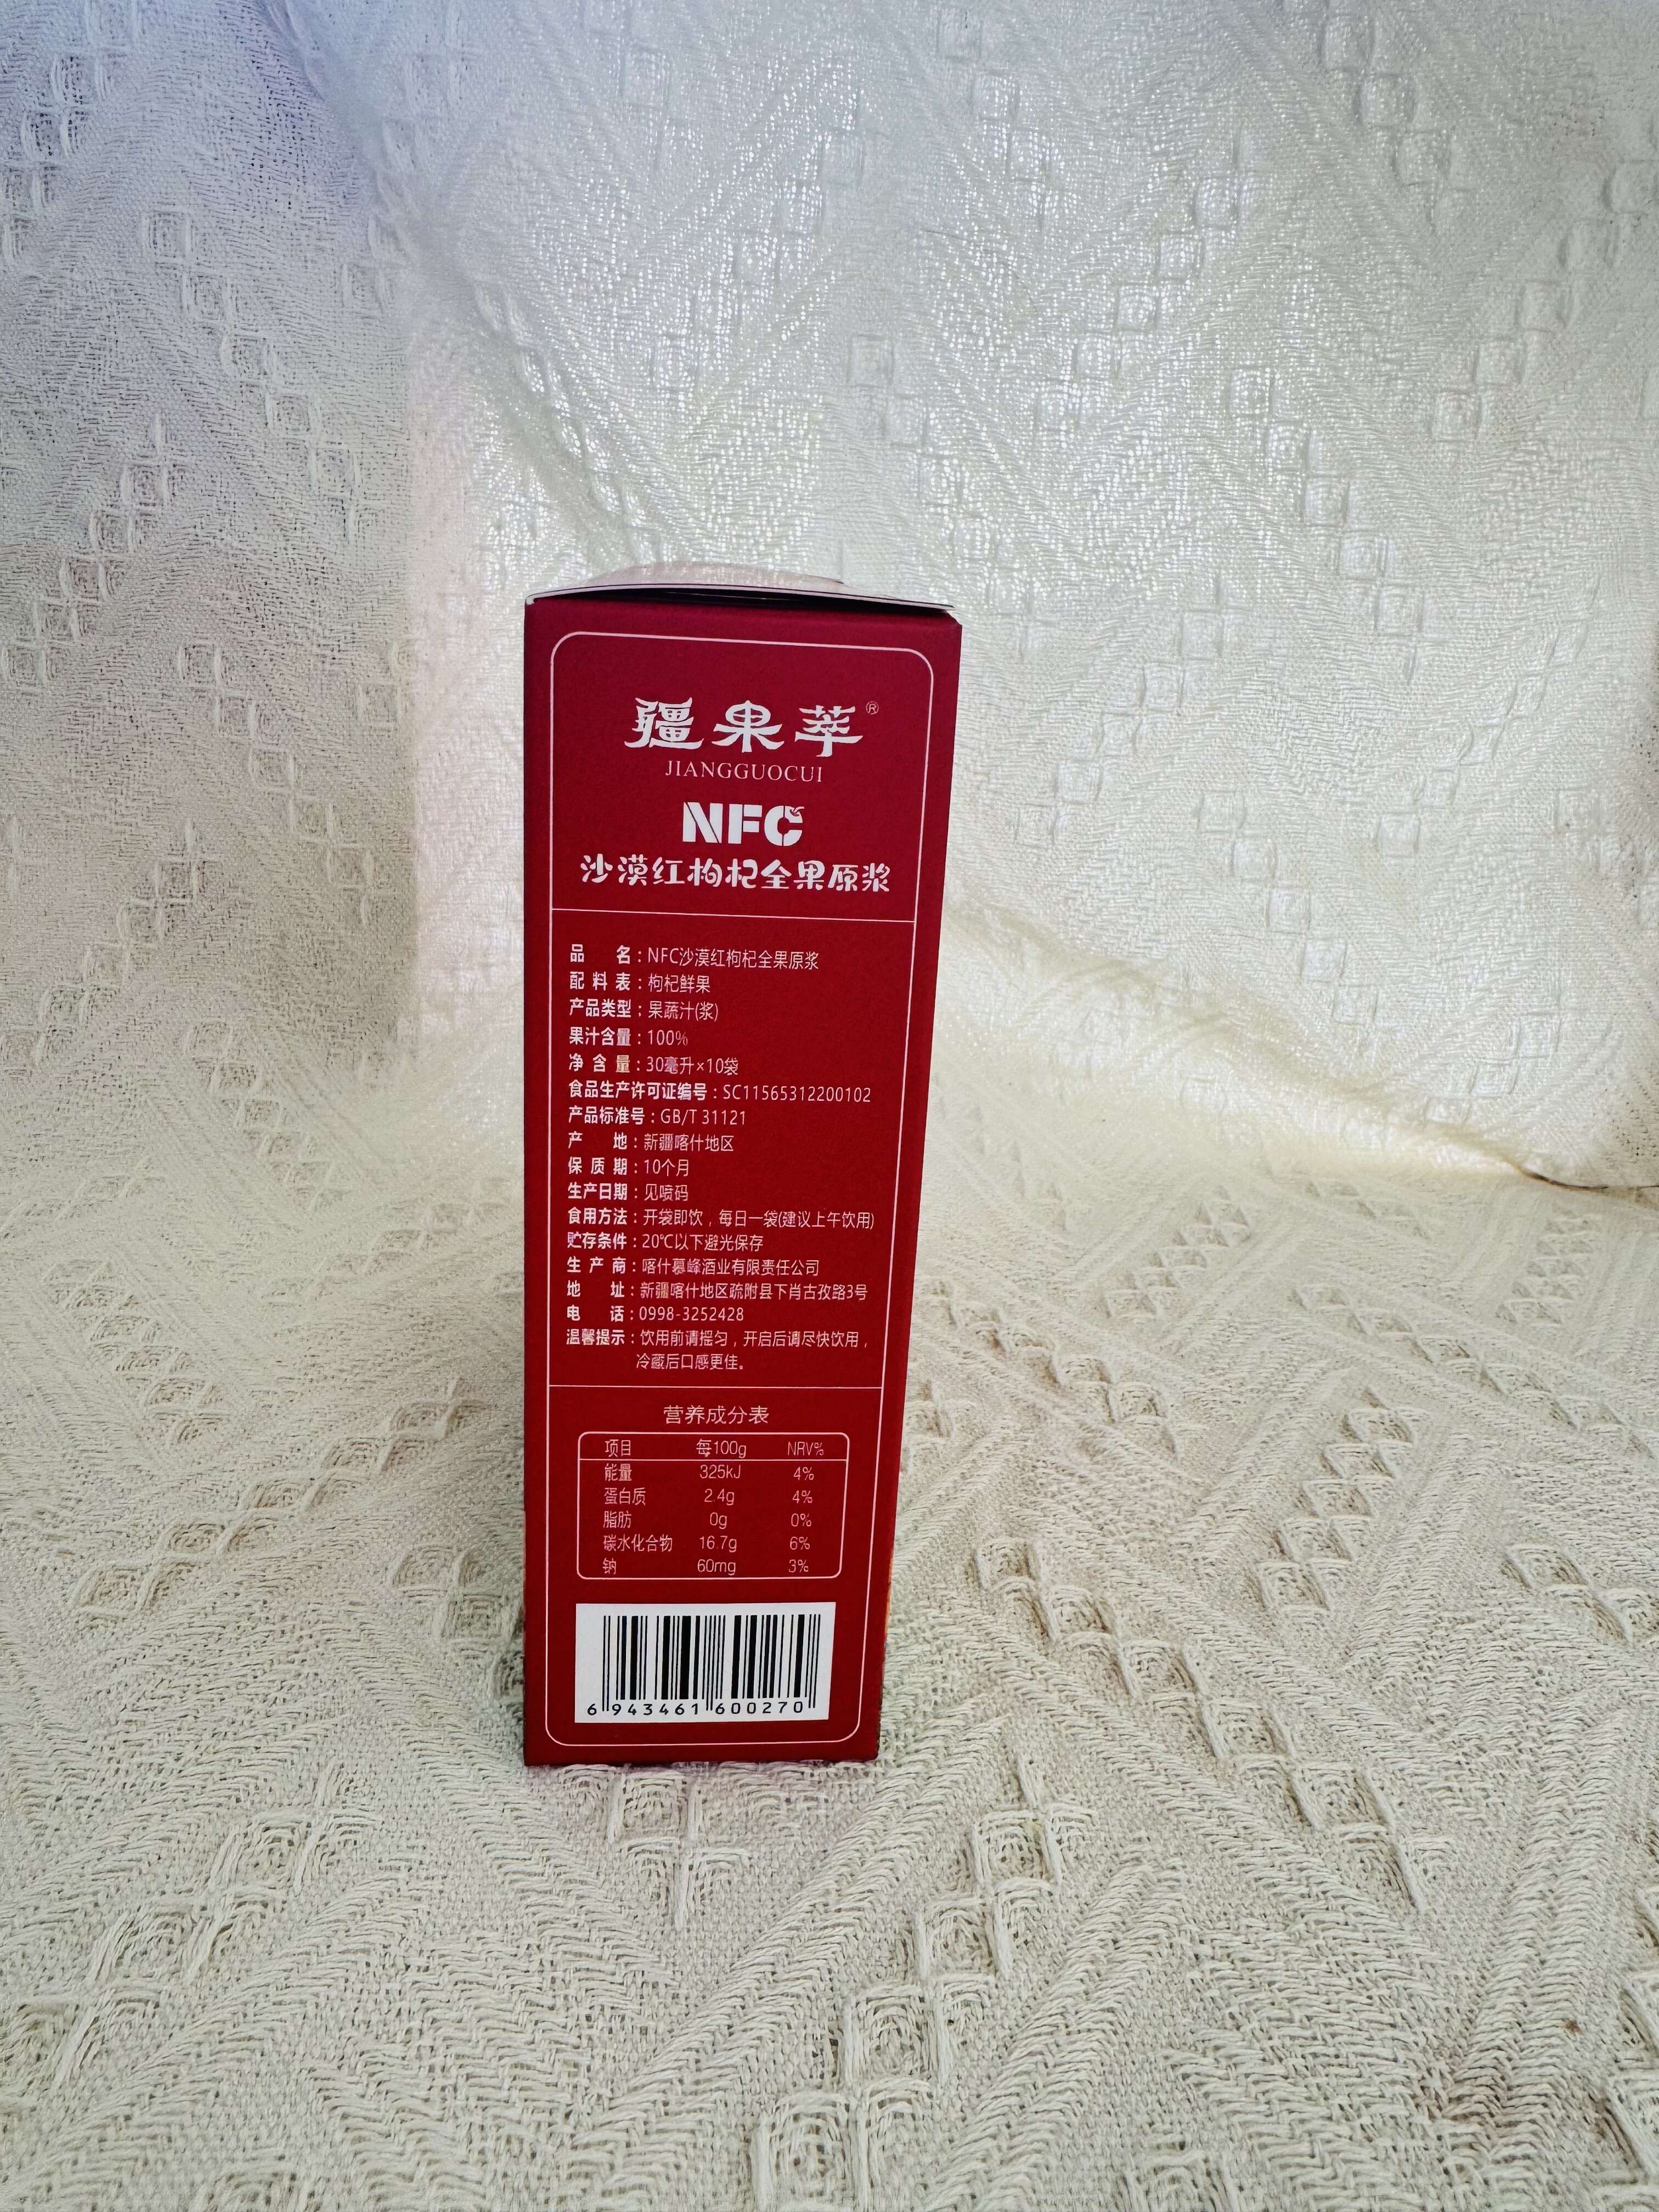 疆果萃®
JIANGGUOCUI
NFC
沙漠红枸杞全果原浆
品名：NFC沙漠红枸杞全果原浆
配料表：枸杞鲜果
产品类型：果蔬汁(浆)
果汁含量：100%
净含量：30毫升×10袋
食品生产许可证编号：SC11565312200102
产品标准号：GB/T 31121
产地：新疆喀什地区
保质期：10个月
生产日期：见喷码
食用方法：开袋即饮，每日一袋(建议上午饮用)
贮存条件：20℃以下避光保存
生产商：喀什慕峰酒业有限责任公司
地址：新疆喀什地区疏附县下肖古孜路3号
电话：0998-3252428
温馨提示：饮用前请摇匀，开启后请尽快饮用，
冷藏后口感更佳。
营养成分表
项目 每100g NRV%
能量 325kJ 4%
蛋白质 2.4g 4%
脂肪 0g 0%
碳水化合物 16.7g 6%
钠 60mg 3%
6 943461 600270